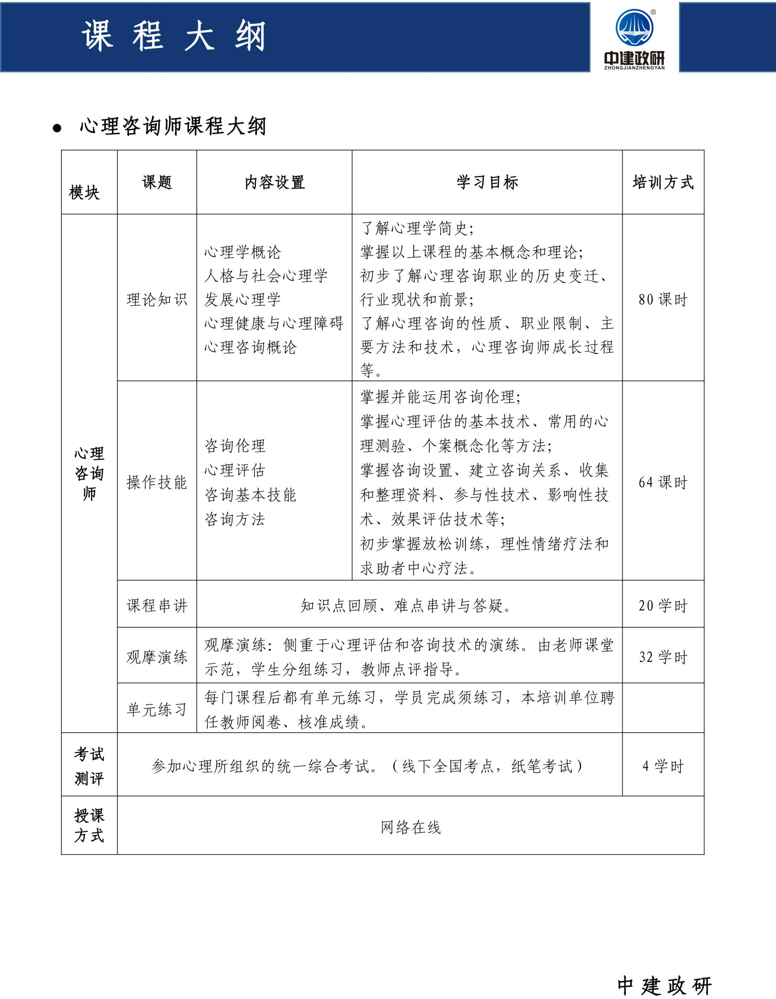 课程大纲
®
中建政研
ZHONGJIANZHENGYAN
● 心理咨询师课程大纲
模块
课题
内容设置
学习目标
培训方式
心理
咨询
师
理论知识
心理学概论
人格与社会心理学
发展心理学
心理健康与心理障碍
心理咨询概论
了解心理学简史；
掌握以上课程的基本概念和理论；
初步了解心理咨询职业的历史变迁、
行业现状和前景；
了解心理咨询的性质、职业限制、主
要方法和技术，心理咨询师成长过程
等。
80 课时
操作技能
咨询伦理
心理评估
咨询基本技能
咨询方法
掌握并能运用咨询伦理；
掌握心理评估的基本技术、常用的心
理测验、个案概念化等方法；
掌握咨询设置、建立咨询关系、收集
和整理资料、参与性技术、影响性技
术、效果评估技术等；
初步掌握放松训练，理性情绪疗法和
求助者中心疗法。
64 课时
课程串讲
知识点回顾、难点串讲与答疑。
20 学时
观摩演练
观摩演练：侧重于心理评估和咨询技术的演练。由老师课堂
示范，学生分组练习，教师点评指导。
32 学时
单元练习
每门课程后都有单元练习，学员完成须练习，本培训单位聘
任教师阅卷、核准成绩。
考试
测评
参加心理所组织的统一综合考试。（线下全国考点，纸笔考试）
4 学时
授课
方式
网络在线
中建政研